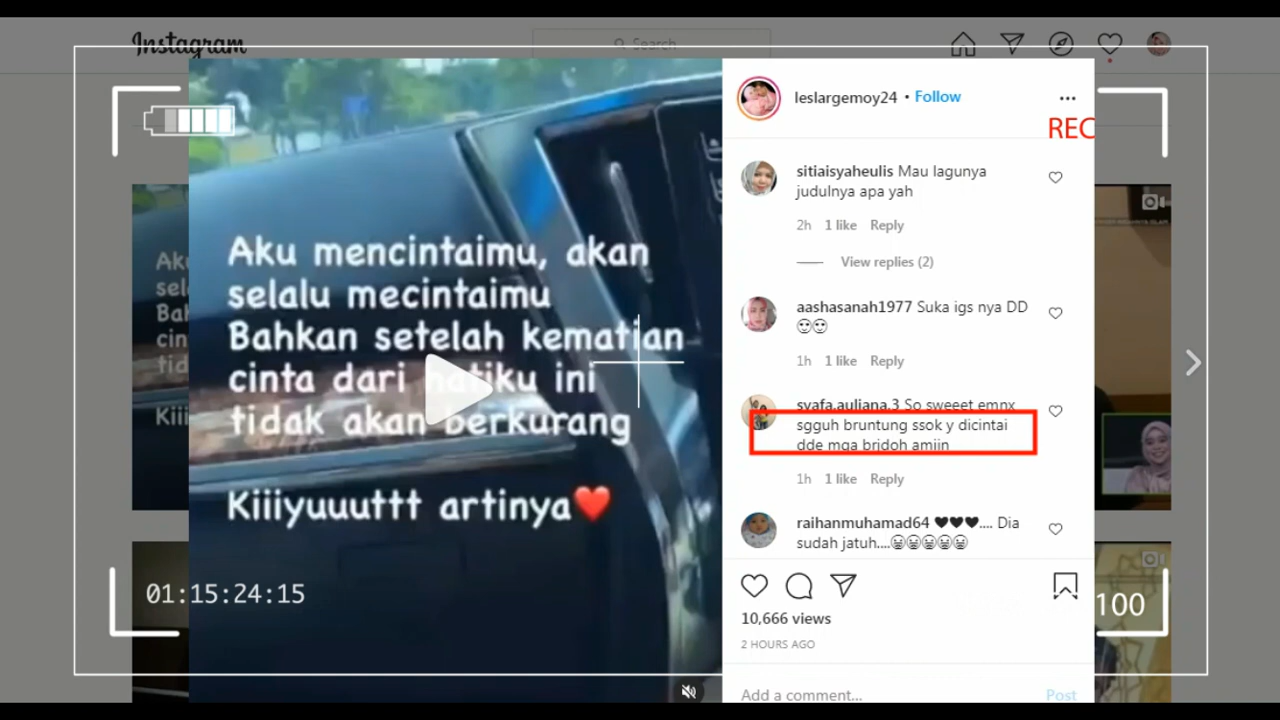 Instagram
Search
leslargemoy24 • Follow
REC
sitiaisyaheulis Mau lagunya
judulnya apa yah
2h 1 like Reply
View replies (2)
aashasanah1977 Suka igs nya DD
1h 1 like Reply
syafa.auliana.3 So sweeet emnx
sgguh bruntung ssok y dicintai
dde mga brjdoh amiin
1h 1 like Reply
raihanmuhamad64 ♥♥♥.... Dia
sudah jatuh....
10,666 views
2 HOURS AGO
Add a comment... Post
Aku mencintaimu, akan
selalu mecintaimu
Bahkan setelah kematian
cinta dari hatiku ini
tidak akan berkurang
Kiiiyuuuttt artinya❤️
01:15:24:15
100